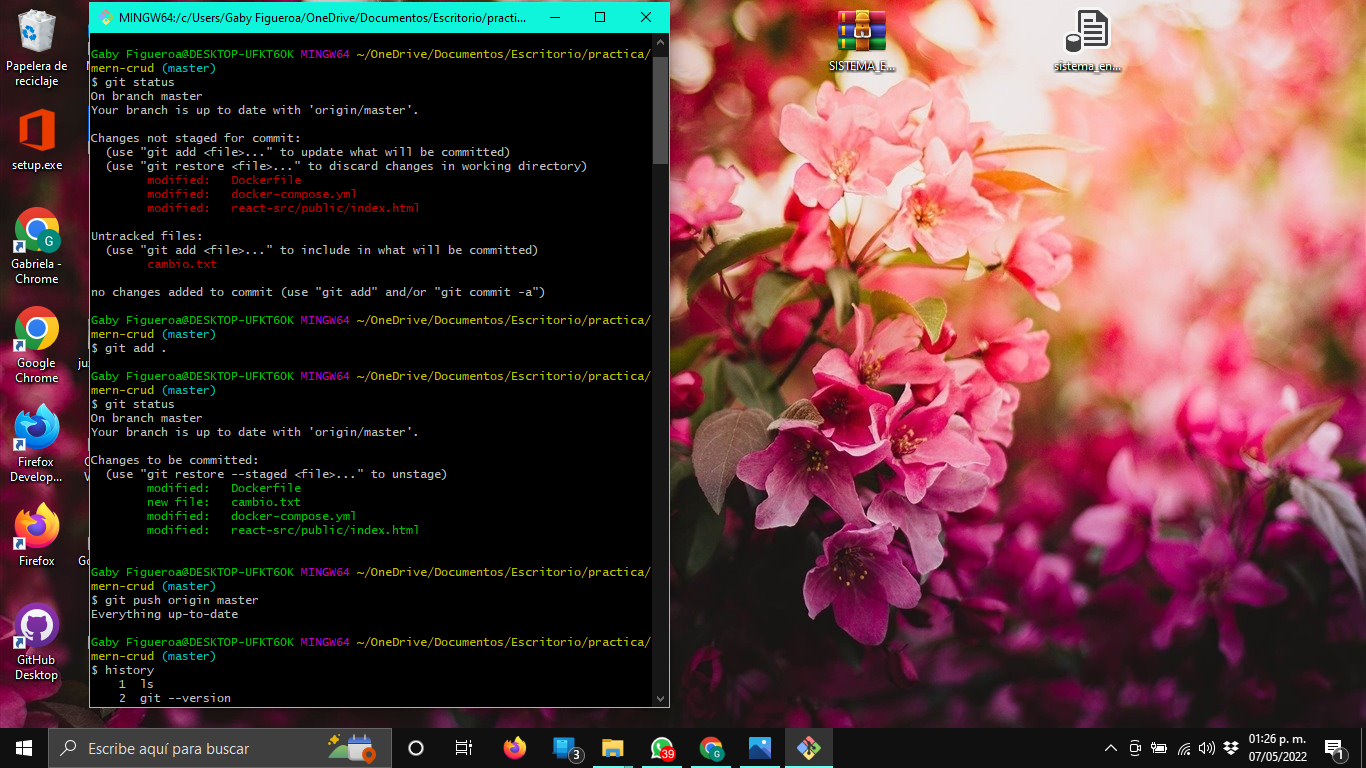 Papelera de
reciclaje
setup.exe
Gabriela -
Chrome
Google
Chrome
Firefox
Develop...
Firefox
GitHub
Desktop
MINGW64:/c/Users/Gaby Figueroa/OneDrive/Documentos/Escritorio/practi...
Gaby Figueroa@DESKTOP-UFKT6OK MINGW64 ~/OneDrive/Documentos/Escritorio/practica/
mern-crud (master)
$ git status
On branch master
Your branch is up to date with 'origin/master'.
Changes not staged for commit:
(use "git add <file>..." to update what will be committed)
(use "git restore <file>..." to discard changes in working directory)
modified: Dockerfile
modified: docker-compose.yml
modified: react-src/public/index.html
Untracked files:
(use "git add <file>..." to include in what will be committed)
cambio.txt
no changes added to commit (use "git add" and/or "git commit -a")
Gaby Figueroa@DESKTOP-UFKT6OK MINGW64 ~/OneDrive/Documentos/Escritorio/practica/
mern-crud (master)
$ git add .
Gaby Figueroa@DESKTOP-UFKT6OK MINGW64 ~/OneDrive/Documentos/Escritorio/practica/
mern-crud (master)
$ git status
On branch master
Your branch is up to date with 'origin/master'.
Changes to be committed:
(use "git restore --staged <file>..." to unstage)
modified: Dockerfile
new file: cambio.txt
modified: docker-compose.yml
modified: react-src/public/index.html
Gaby Figueroa@DESKTOP-UFKT6OK MINGW64 ~/OneDrive/Documentos/Escritorio/practica/
mern-crud (master)
$ git push origin master
Everything up-to-date
Gaby Figueroa@DESKTOP-UFKT6OK MINGW64 ~/OneDrive/Documentos/Escritorio/practica/
mern-crud (master)
$ history
1 ls
2 git --version
SISTEMA_E...
sistema_en...
Escribe aquí para buscar
3
39
G
01:26 p. m.
07/05/2022
1